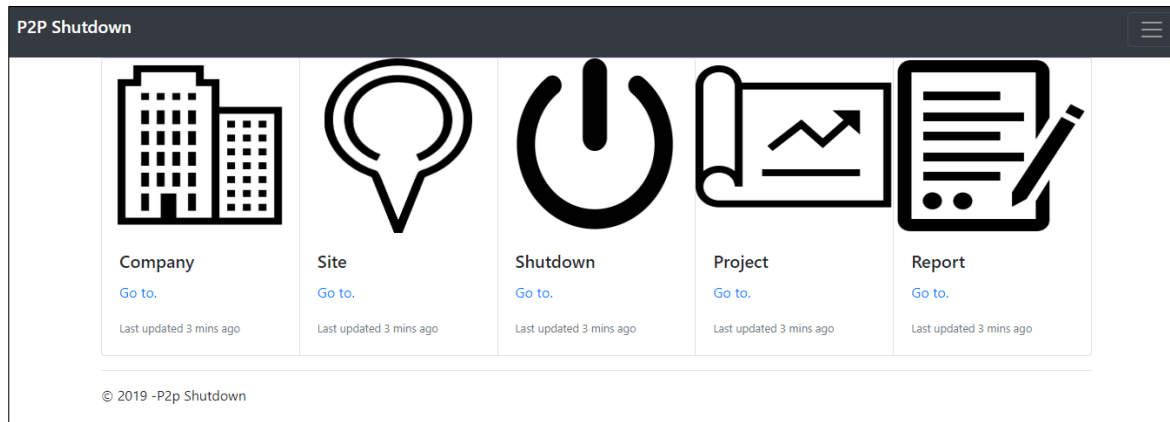 P2P Shutdown
Company
Go to.
Last updated 3 mins ago
Site
Go to.
Last updated 3 mins ago
Shutdown
Go to.
Last updated 3 mins ago
Project
Go to.
Last updated 3 mins ago
Report
Go to.
Last updated 3 mins ago
© 2019 -P2p Shutdown